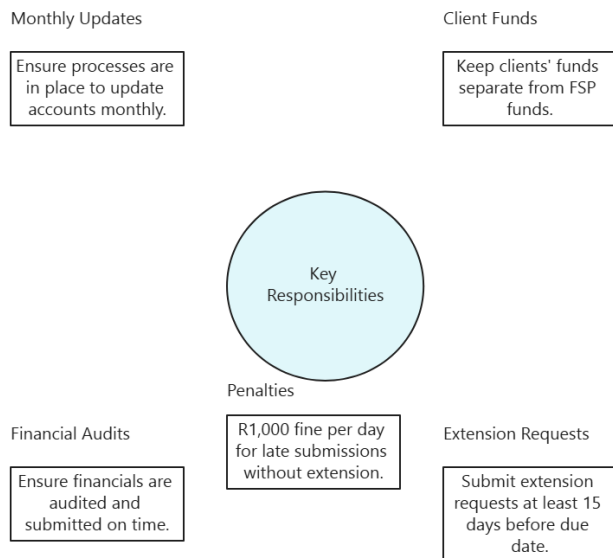 Monthly Updates
Ensure processes are
in place to update
accounts monthly.
Client Funds
Keep clients' funds
separate from FSP
funds.
Key
Responsibilities
Penalties
R1,000 fine per day
for late submissions
without extension.
Financial Audits
Ensure financials are
audited and
submitted on time.
Extension Requests
Submit extension
requests at least 15
days before due
date.